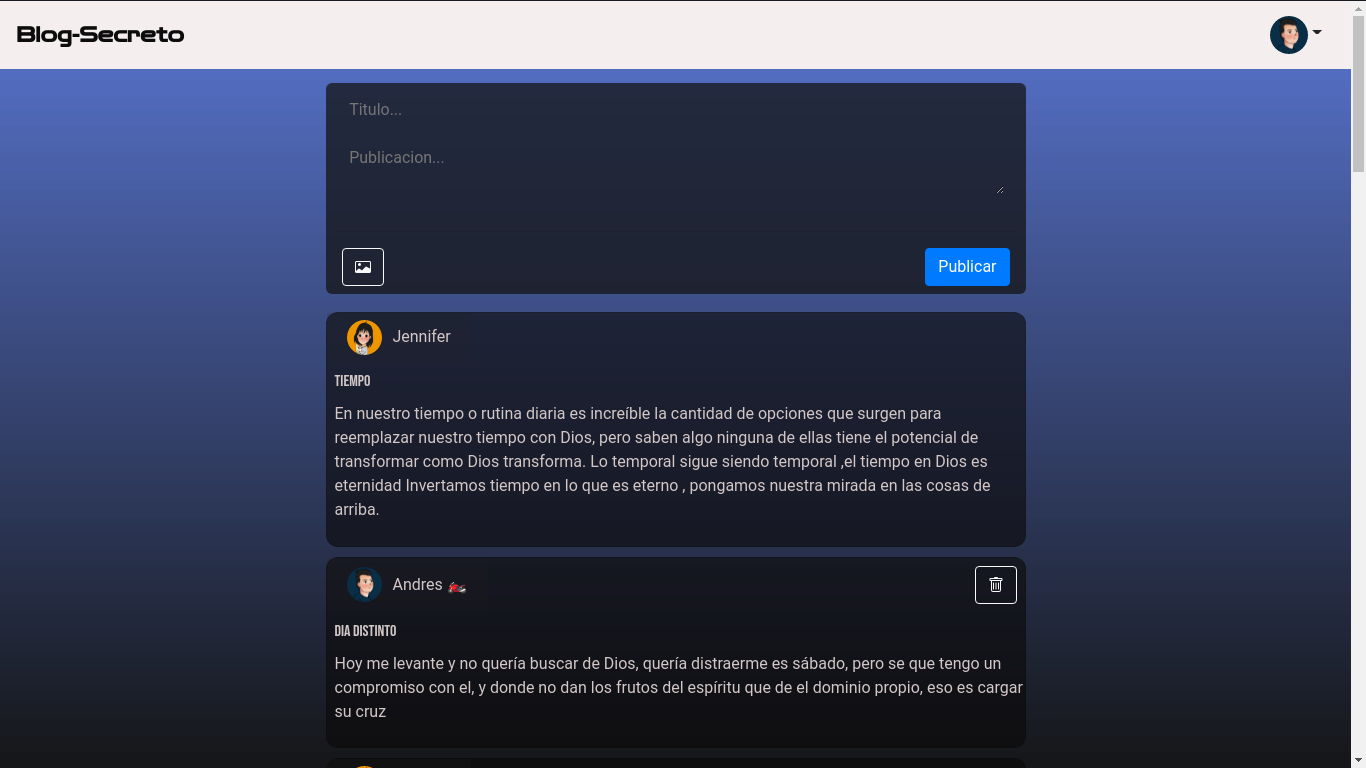 Blog-Secreto
Titulo...
Publicacion...
Publicar
Jennifer
TIEMPO
En nuestro tiempo o rutina diaria es increíble la cantidad de opciones que surgen para
reemplazar nuestro tiempo con Dios, pero saben algo ninguna de ellas tiene el potencial de
transformar como Dios transforma. Lo temporal sigue siendo temporal ,el tiempo en Dios es
eternidad Invertamos tiempo en lo que es eterno , pongamos nuestra mirada en las cosas de
arriba.
Andres 🏍️
DIA DISTINTO
Hoy me levante y no quería buscar de Dios, quería distraerme es sábado, pero se que tengo un
compromiso con el, y donde no dan los frutos del espíritu que de el dominio propio, eso es cargar
su cruz